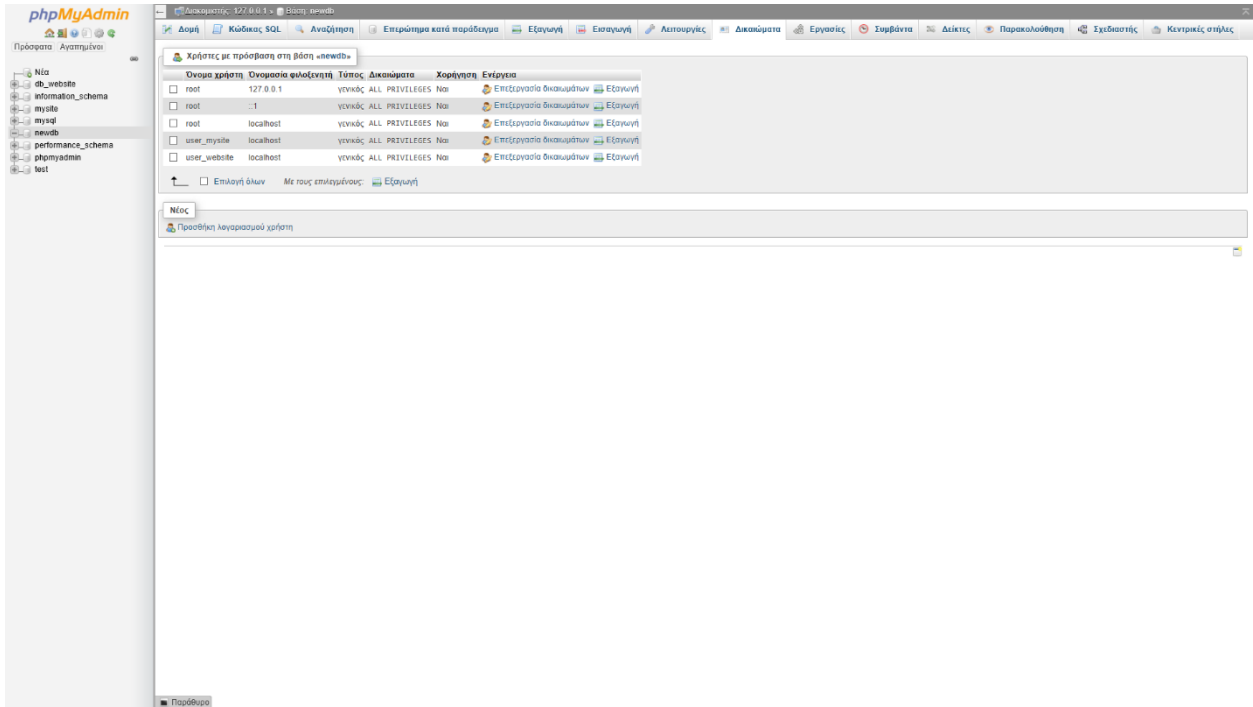 phpMyAdmin
Πρόσφατα Αγαπημένοι
Νέα
db_website
information_schema
mysite
mysql
newdb
performance_schema
phpmyadmin
test
Διακομιστής: 127.0.0.1 » Βάση: newdb
Δομή Κώδικας SQL Αναζήτηση Επερώτημα κατά παράδειγμα Εξαγωγή Εισαγωγή Λειτουργίες Δικαιώματα Εργασίες Συμβάντα Δείκτες Παρακολούθηση Σχεδιαστής Κεντρικές στήλες
Χρήστες με πρόσβαση στη βάση «newdb»
Όνομα χρήστη Όνομασία φιλοξενητή Τύπος Δικαιώματα Χορήγηση Ενέργεια
root 127.0.0.1 γενικός ALL PRIVILEGES Ναι Επεξεργασία δικαιωμάτων Εξαγωγή
root ::1 γενικός ALL PRIVILEGES Ναι Επεξεργασία δικαιωμάτων Εξαγωγή
root localhost γενικός ALL PRIVILEGES Ναι Επεξεργασία δικαιωμάτων Εξαγωγή
user_mysite localhost γενικός ALL PRIVILEGES Ναι Επεξεργασία δικαιωμάτων Εξαγωγή
user_website localhost γενικός ALL PRIVILEGES Ναι Επεξεργασία δικαιωμάτων Εξαγωγή
Επιλογή όλων Με τους επιλεγμένους: Εξαγωγή
Νέος
Προσθήκη λογαριασμού χρήστη
Παράθυρο